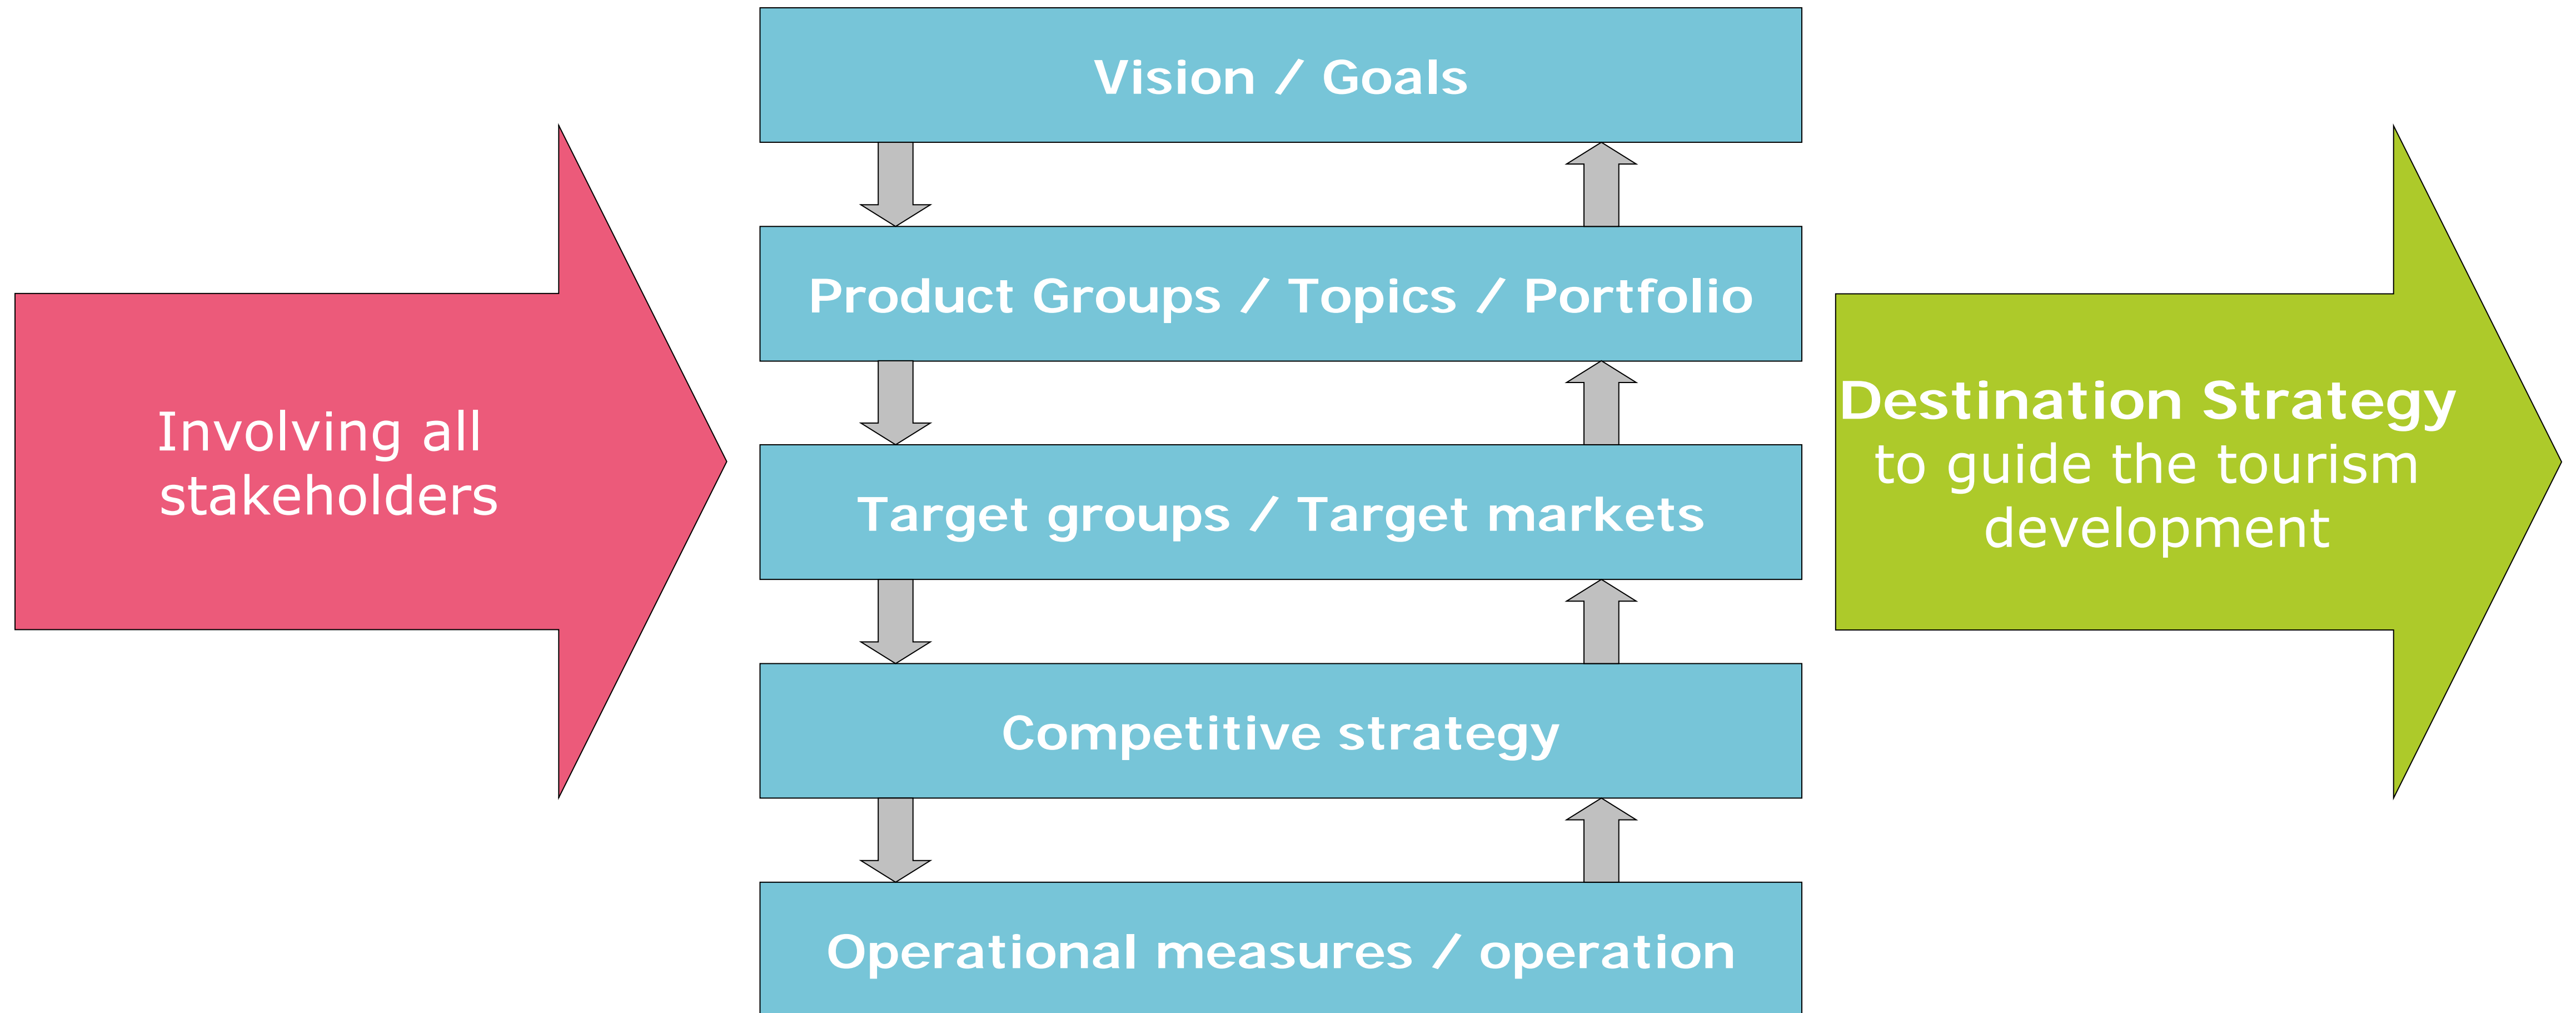 Involving all
stakeholders
Vision / Goals
Product Groups / Topics / Portfolio
Target groups / Target markets
Competitive strategy
Operational measures / operation
Destination Strategy
to guide the tourism
development